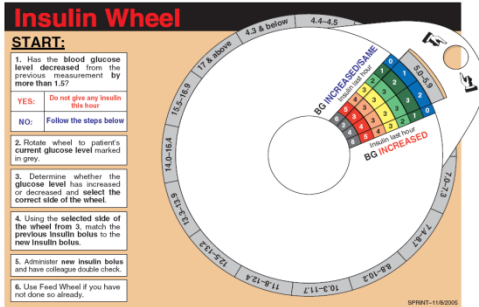 Insulin Wheel
START:
1. Has the blood glucose
level decreased from the
previous measurement by
more than 1.5?
YES: Do not give any insulin
this hour
NO: Follow the steps below
2. Rotate wheel to patient's
current glucose level marked
in grey.
3. Determine whether the
glucose level has increased
or decreased and select the
correct side of the wheel.
4. Using the selected side of
the wheel from 3, match the
previous insulin bolus to the
new insulin bolus.
5. Administer new insulin bolus
and have colleague double check.
6. Use Feed Wheel if you have
not done so already.
4.3 & below
4.4–4.5
5.0–5.9
7.0–7.3
7.4–8.7
8.8–10.2
10.3–11.7
11.8–12.4
12.5–13.2
13.3–13.9
14.0–16.4
15.5–16.9
17 & above
BG INCREASED/SAME
Insulin last hour
Insulin last hour
BG INCREASED
SPRINT–11/8/2005